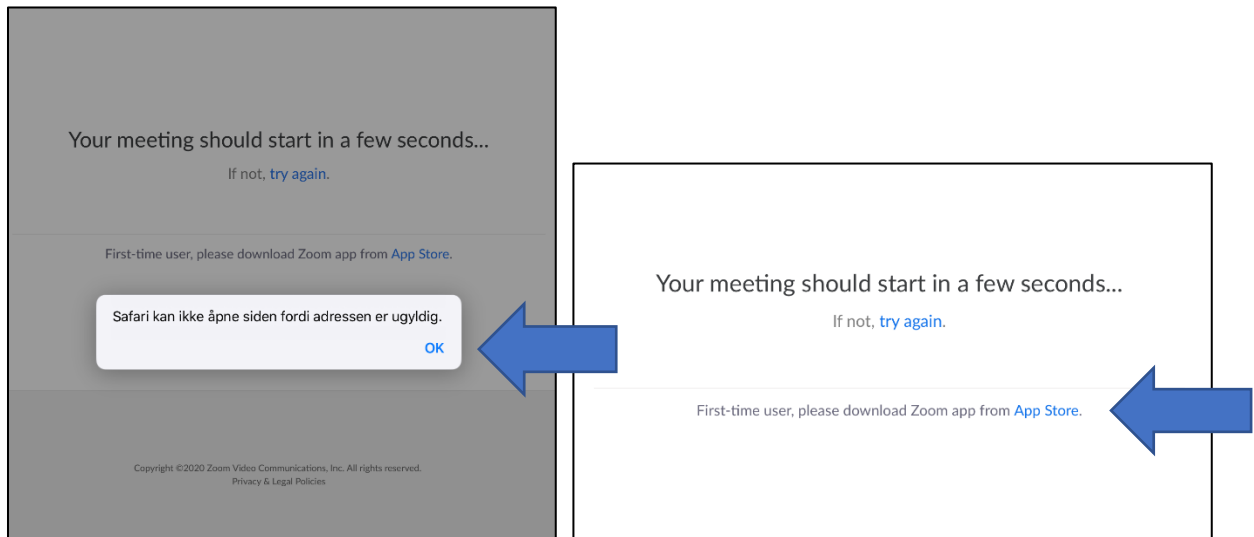 Your meeting should start in a few seconds...
If not, try again.
First-time user, please download Zoom app from App Store.
Safari kan ikke åpne siden fordi adressen er ugyldig.
OK
Copyright ©2020 Zoom Video Communications, Inc. All rights reserved.
Privacy & Legal Policies
Your meeting should start in a few seconds...
If not, try again.
First-time user, please download Zoom app from App Store.